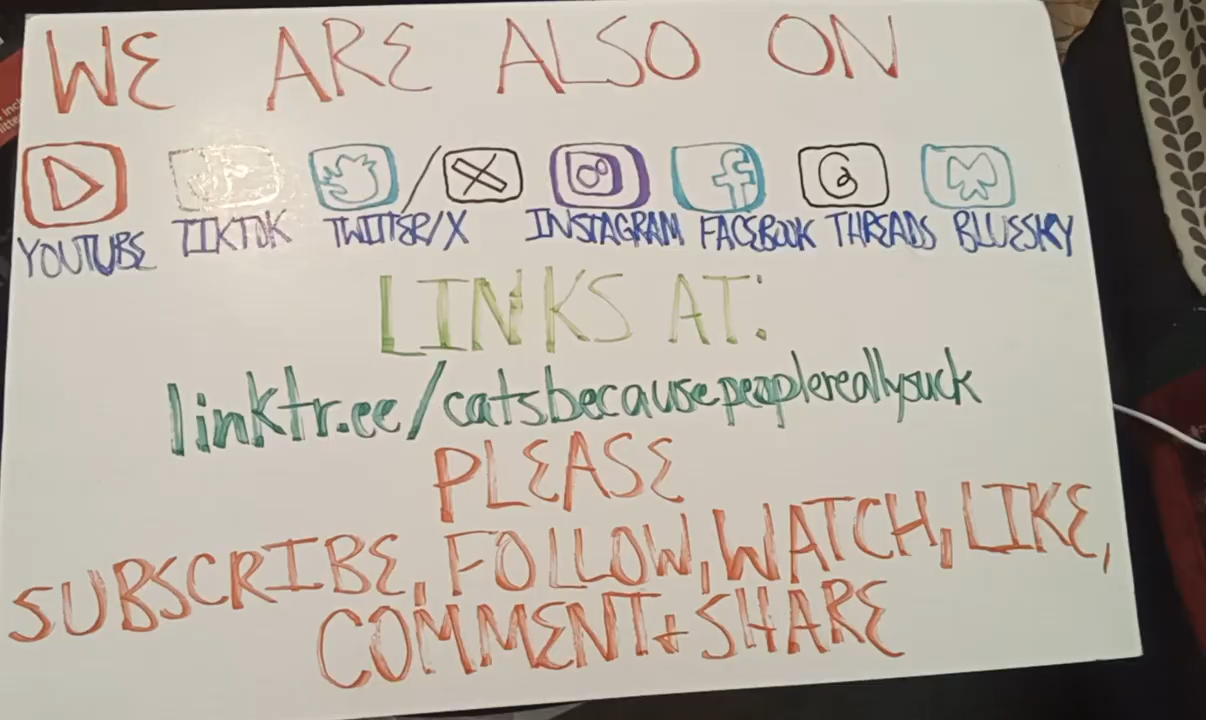 WE ARE ALSO ON
YOUTUBE TIKTOK TWITTER/X INSTAGRAM FACEBOOK THREADS BLUESKY
LINKS AT:
linktr.ee/catsbecausepeoplereallysuck
PLEASE
SUBSCRIBE, FOLLOW, WATCH, LIKE,
COMMENT + SHARE